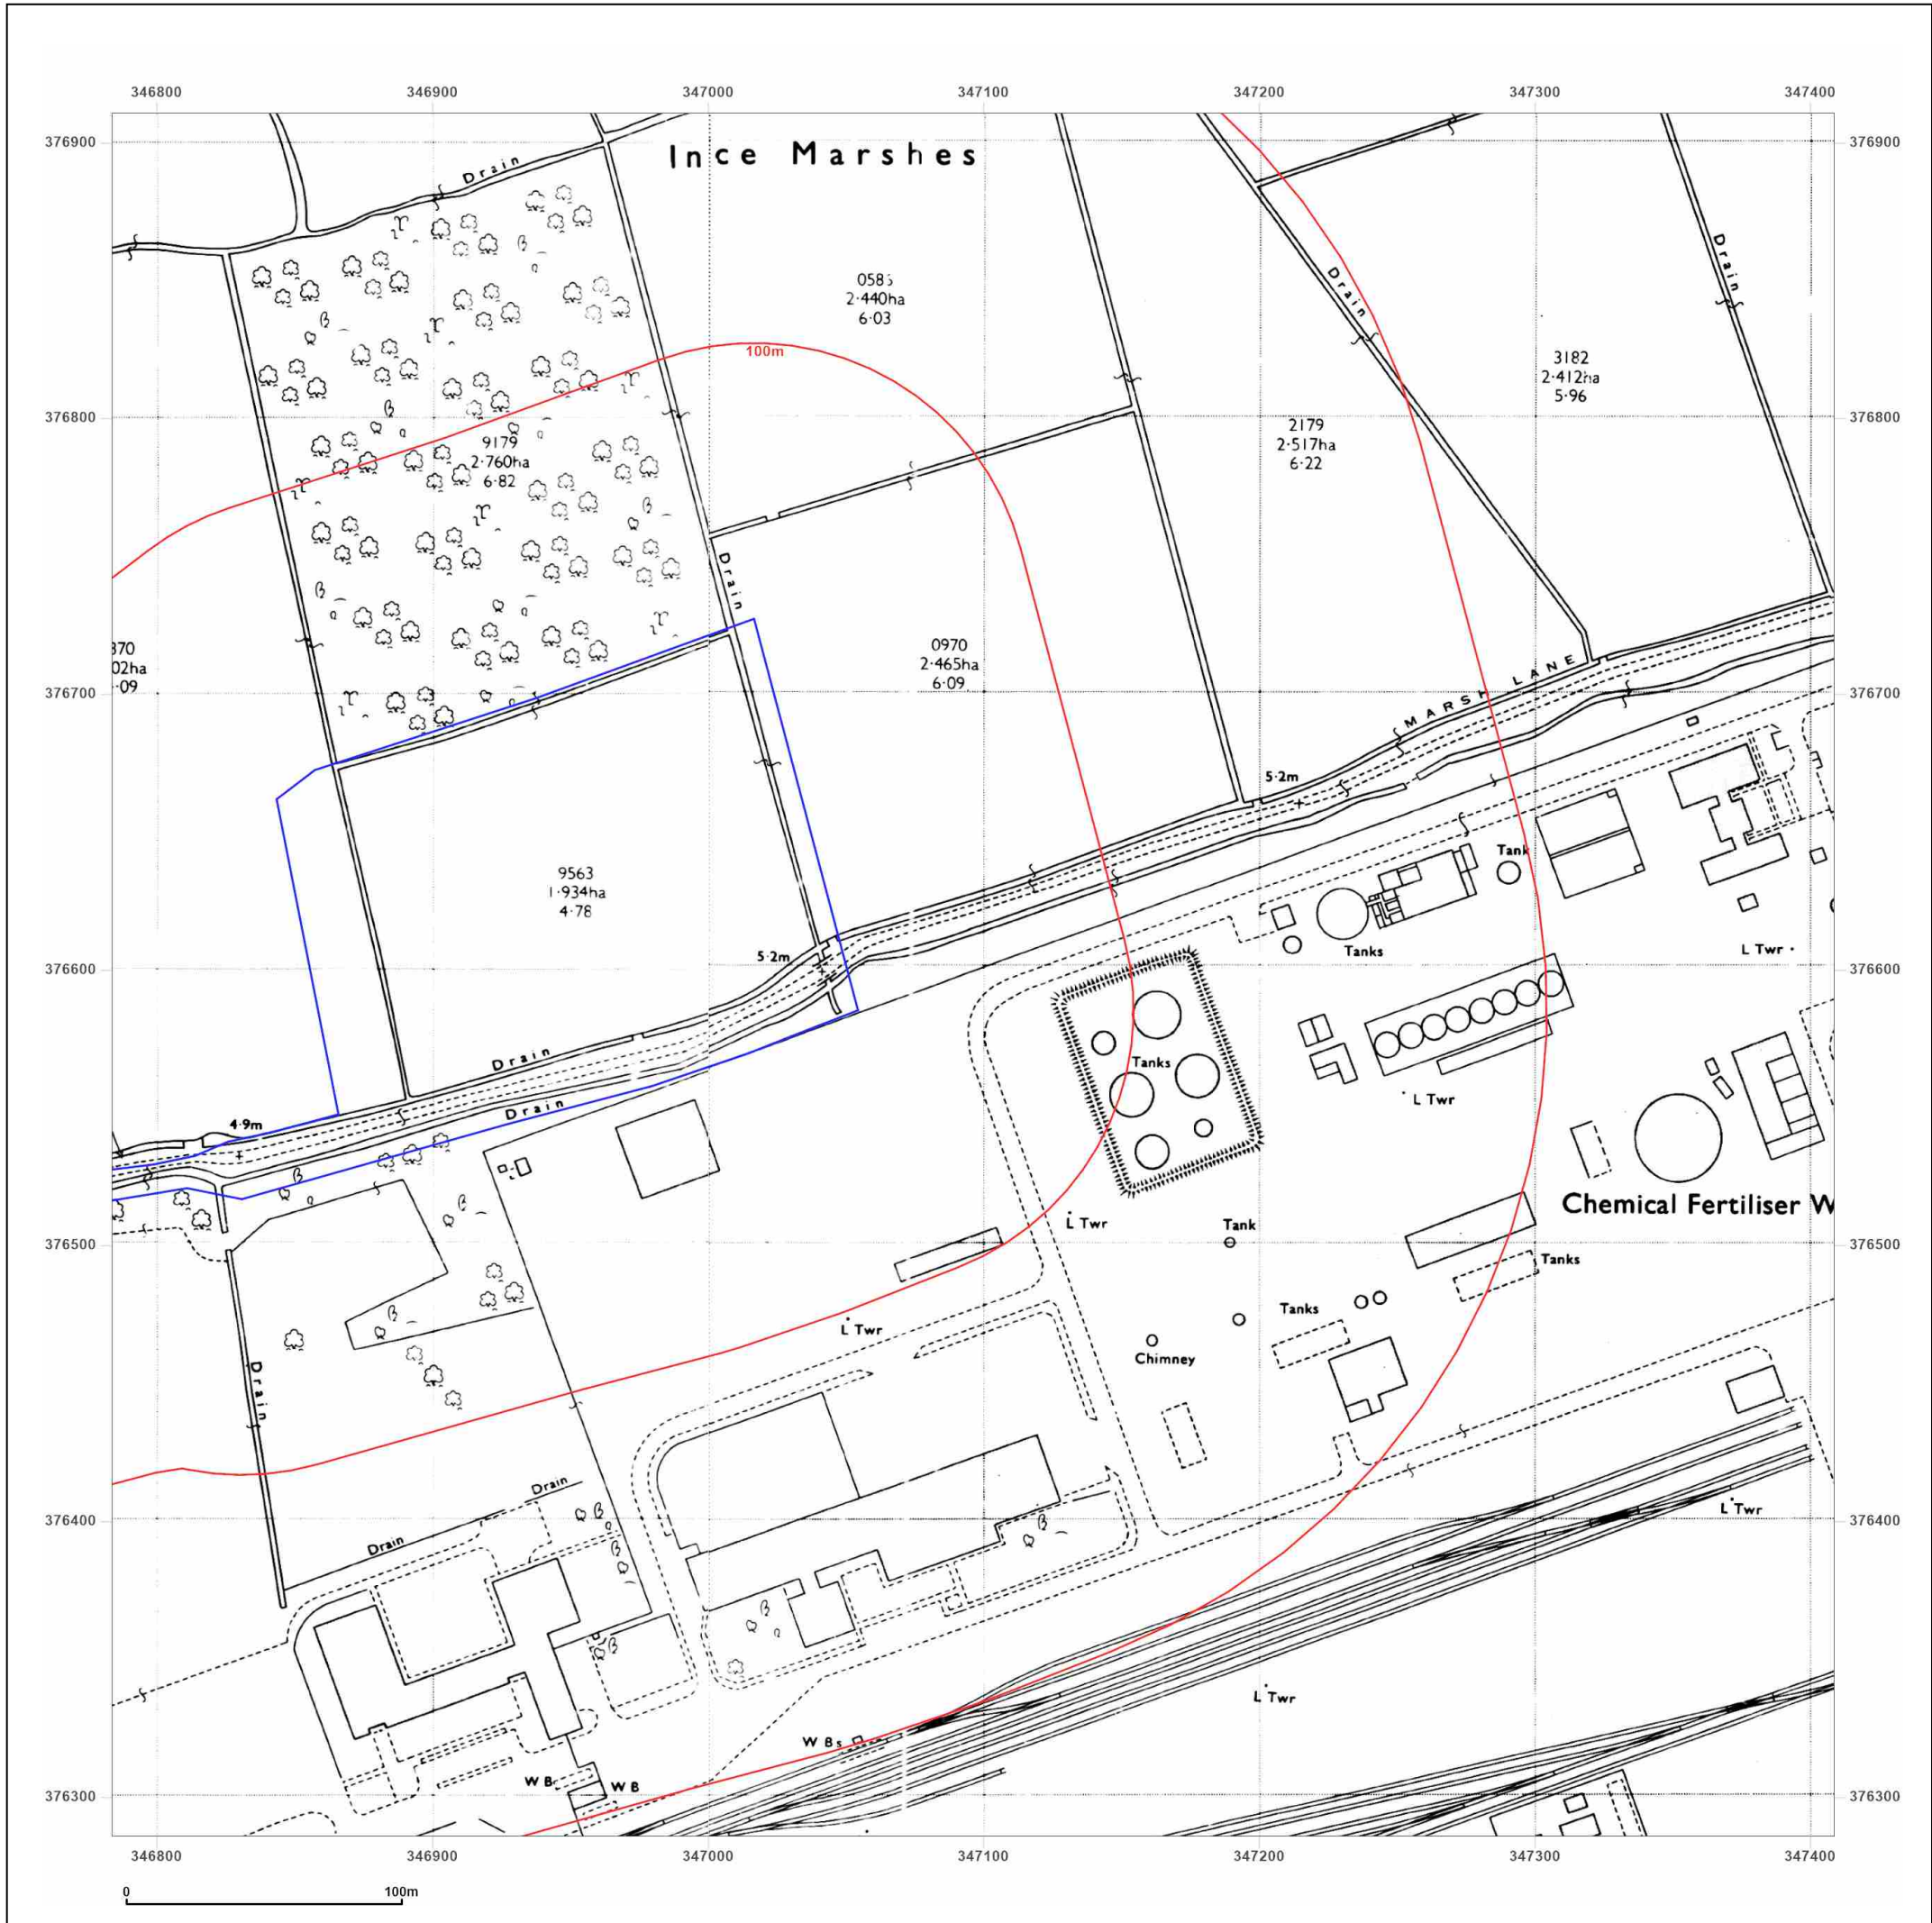 346800 346900 347000 347100 347200 347300 347400
376900 376900
Ince Marshes
Drain
Drain
Drain
058
2·440ha
6·03
100m
3182
2·412ha
5·96
376800 376800
2179
2·517ha
6·22
9179
2·760ha
6·82
Drain
370
02ha
·09
0970
2·465ha
6·09
376700 376700
MARSH LANE
5·2m
9563
1·934ha
4·78
Tank
Tanks
L Twr
5·2m
376600 376600
Drain
Tanks
Drain
L Twr
4·9m
Chemical Fertiliser W
L Twr
Tank
376500 376500
Tanks
Tanks
L Twr
Chimney
Drain
Drain
L Twr
376400 376400
Drain
L Twr
W Bs
W B
W B
376300 376300
346800 346900 347000 347100 347200 347300 347400
0 100m